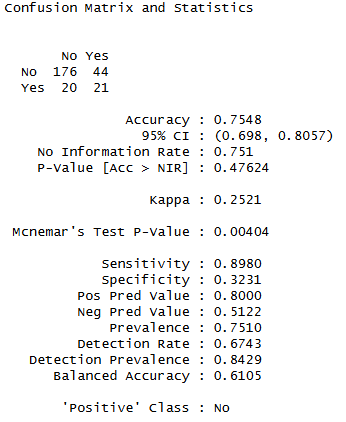 Confusion Matrix and Statistics
No Yes
No 176 44
Yes 20 21
Accuracy : 0.7548
95% CI : (0.698, 0.8057)
No Information Rate : 0.751
P-Value [Acc > NIR] : 0.47624
Kappa : 0.2521
Mcnemar's Test P-Value : 0.00404
Sensitivity : 0.8980
Specificity : 0.3231
Pos Pred Value : 0.8000
Neg Pred Value : 0.5122
Prevalence : 0.7510
Detection Rate : 0.6743
Detection Prevalence : 0.8429
Balanced Accuracy : 0.6105
'Positive' Class : No